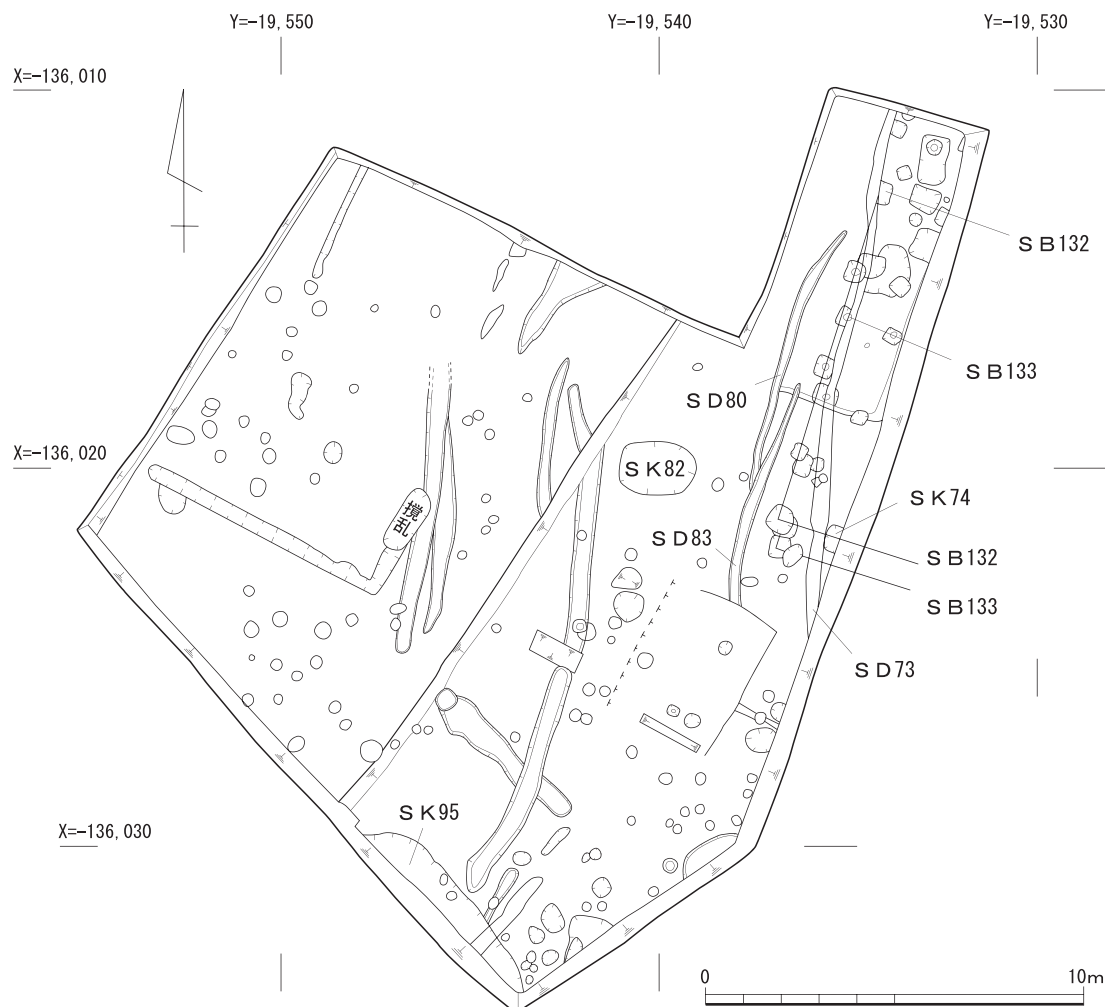 Y=-19,550
Y=-19,540
Y=-19,530
X=-136,010
SB132
SB133
SD80
X=-136,020
SK82
SK74
撹乱
SD83
SB132
SB133
SD73
SK95
X=-136,030
0
10m